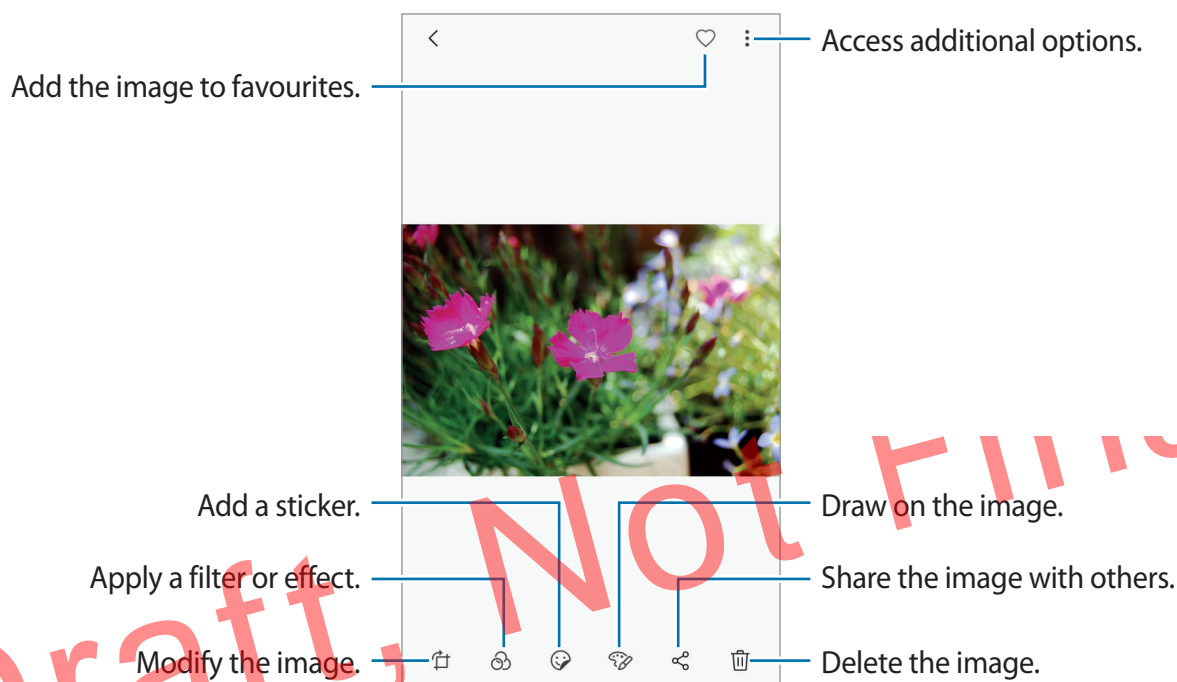 Access additional options.
Add the image to favourites.
Add a sticker.
Draw on the image.
Apply a filter or effect.
Share the image with others.
Modify the image.
Delete the image.
raft, Not Fin